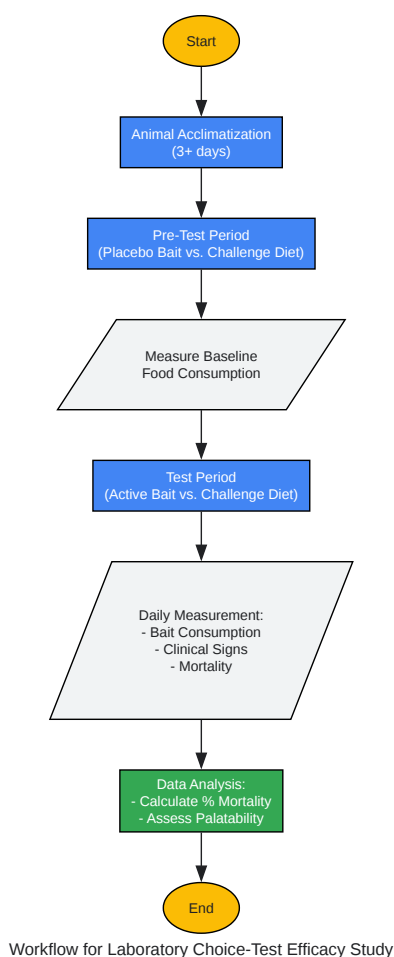 Start
Animal Acclimatization
(3+ days)
Pre-Test Period
(Placebo Bait vs. Challenge Diet)
Measure Baseline
Food Consumption
Test Period
(Active Bait vs. Challenge Diet)
Daily Measurement:
- Bait Consumption
- Clinical Signs
- Mortality
Data Analysis:
- Calculate % Mortality
- Assess Palatability
End
Workflow for Laboratory Choice-Test Efficacy Study